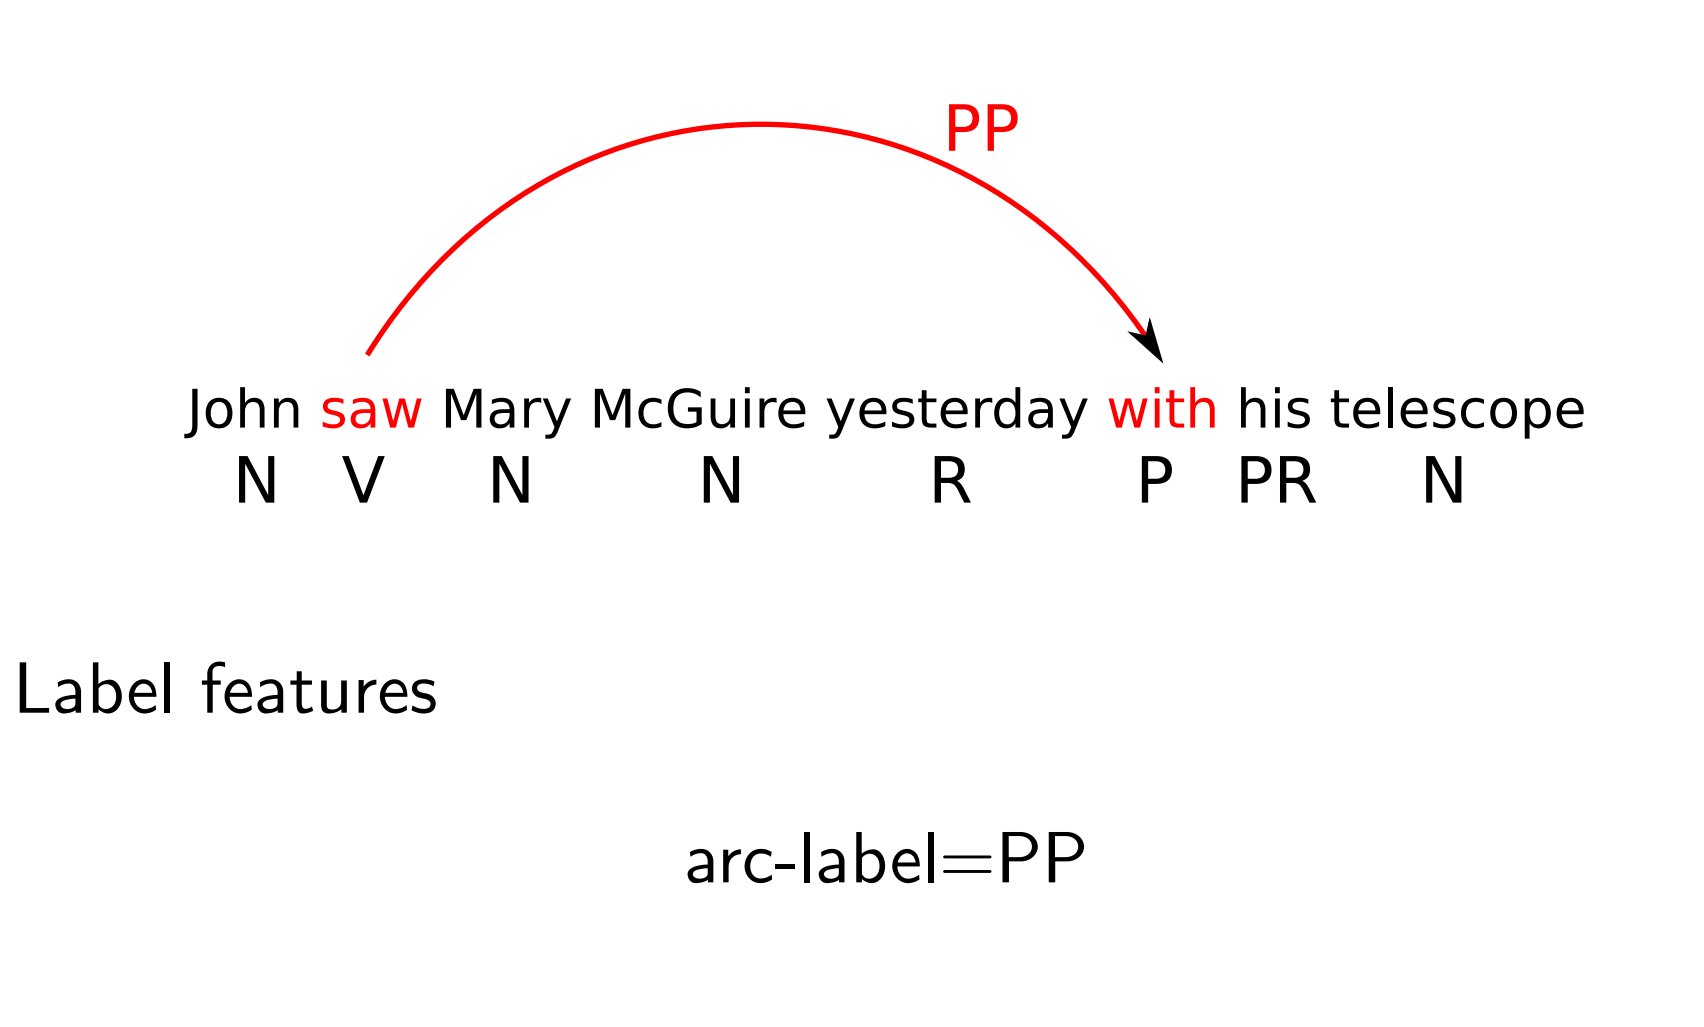 PP
John saw Mary McGuire yesterday with his telescope
N V N N R P PR N
Label features
arc-label=PP